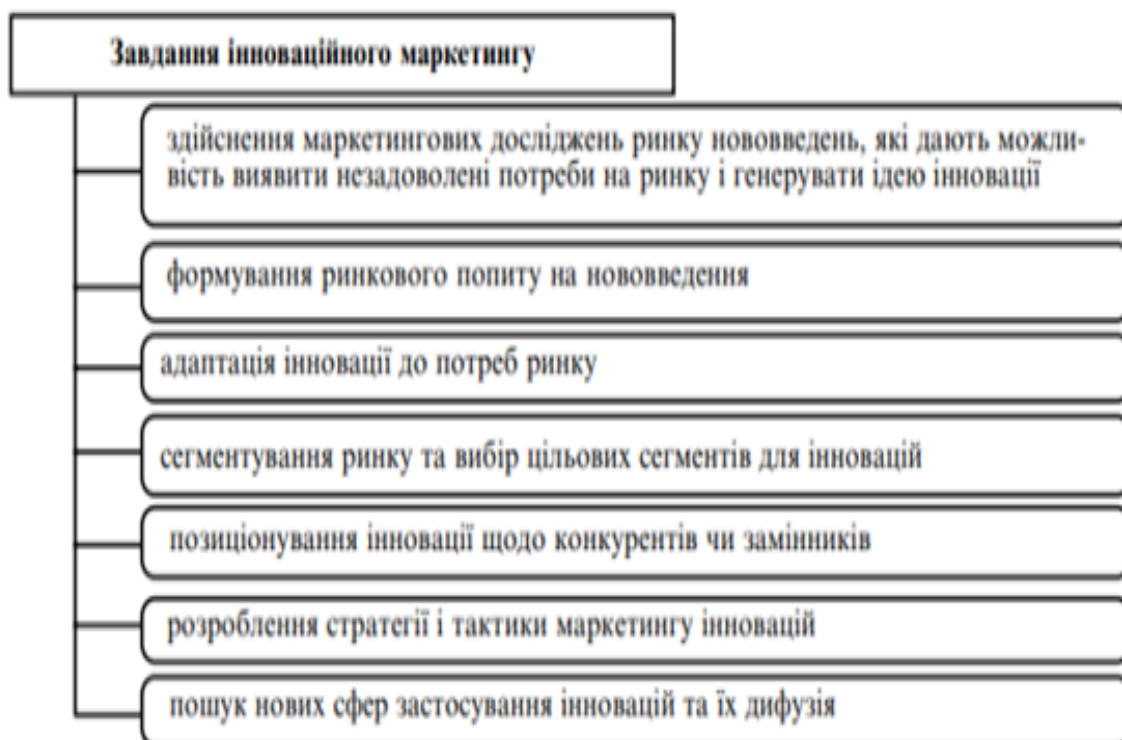 Завдання інноваційного маркетингу
здійснення маркетингових досліджень ринку нововведень, які дають можли-
вість виявити незадоволені потреби на ринку і генерувати ідею інновації
формування ринкового попиту на нововведення
адаптація інновації до потреб ринку
сегментування ринку та вибір цільових сегментів для інновацій
позиціонування інновації щодо конкурентів чи замінників
розроблення стратегії і тактики маркетингу інновацій
пошук нових сфер застосування інновацій та їх дифузія